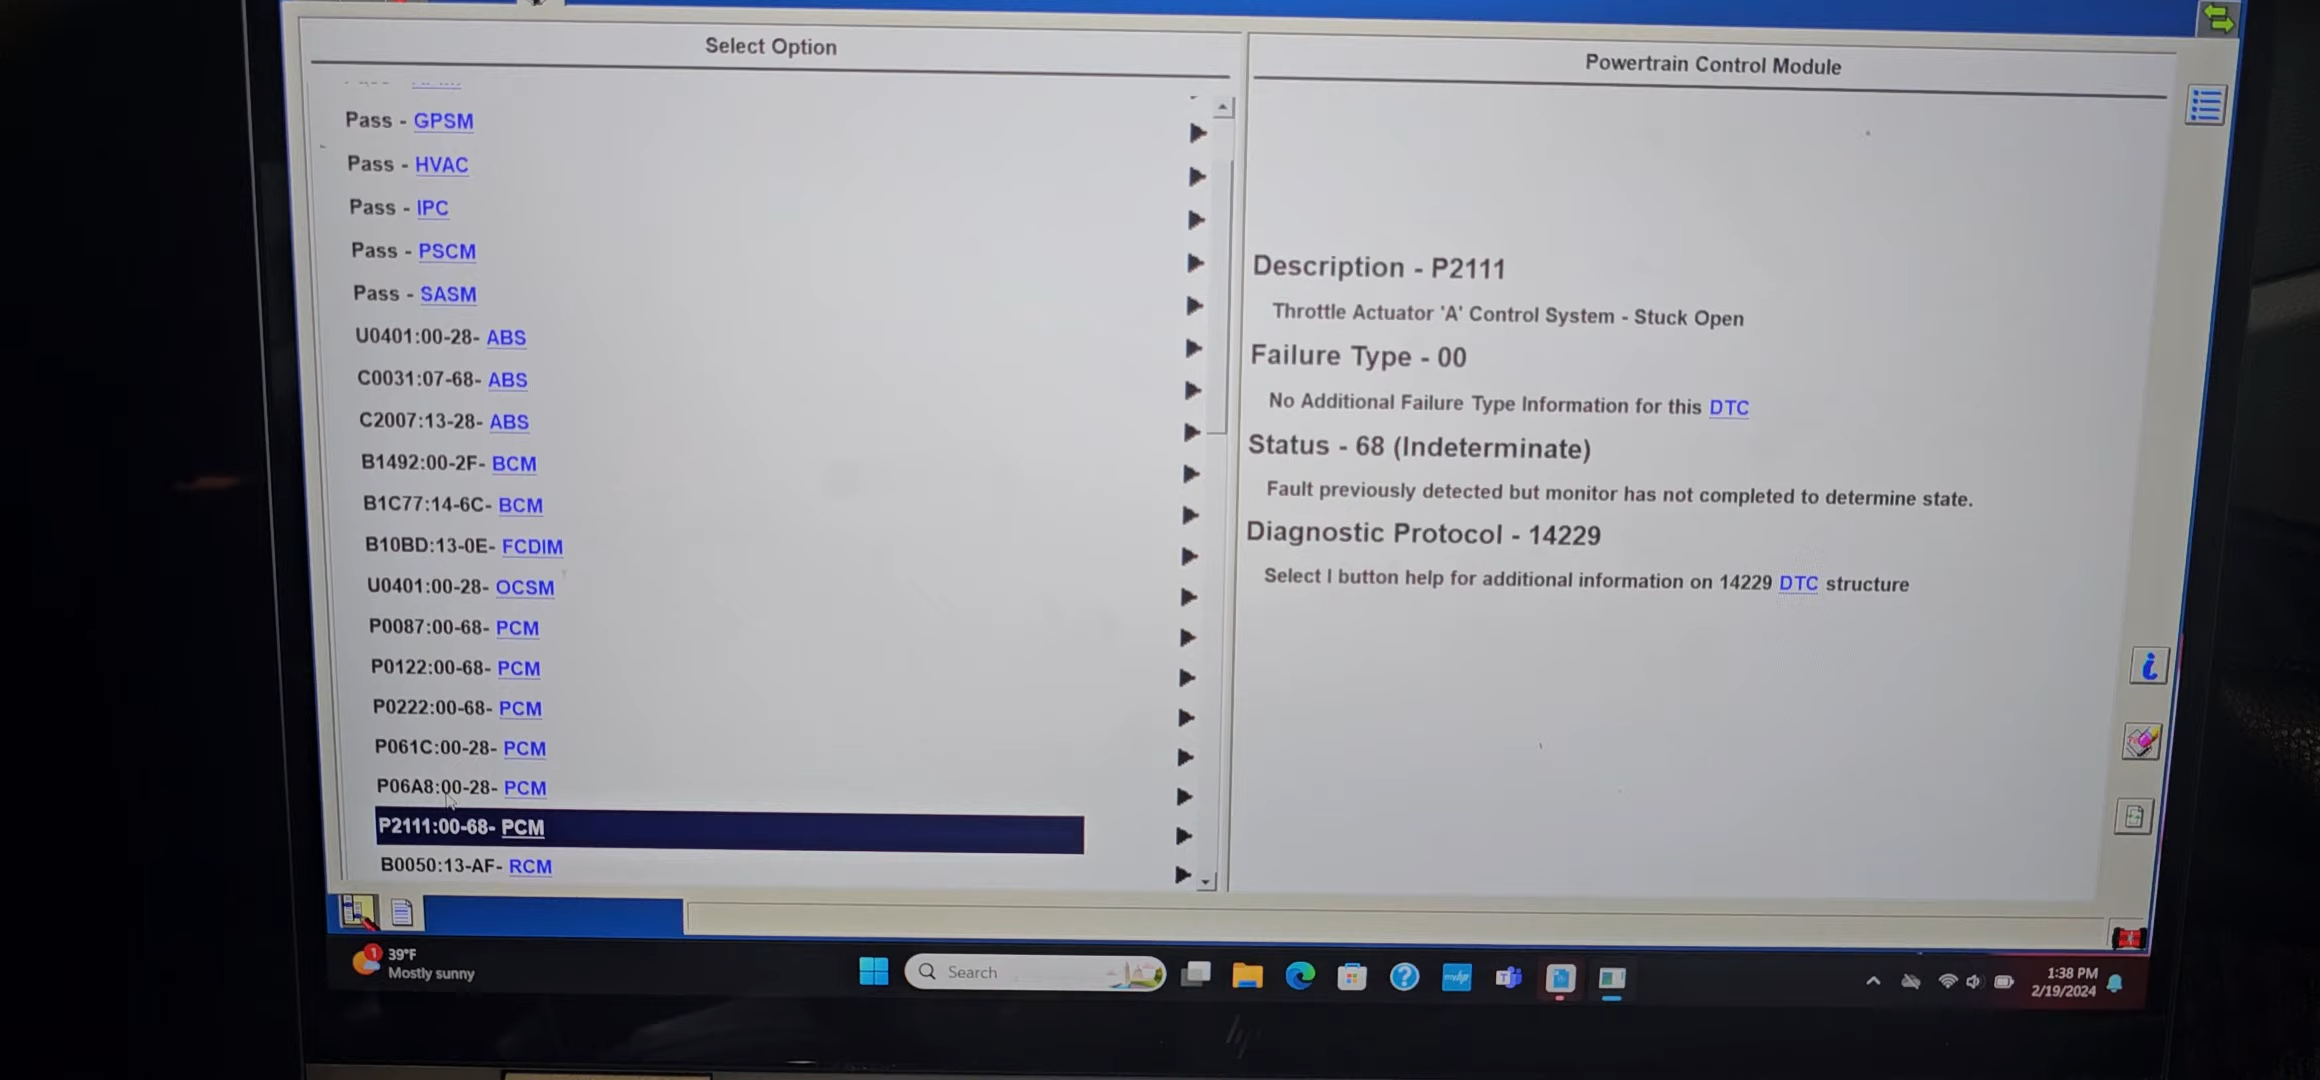 Select Option
Pass - GPSM
Pass - HVAC
Pass - IPC
Pass - PSCM
Pass - SASM
U0401:00-28- ABS
C0031:07-68- ABS
C2007:13-28- ABS
B1492:00-2F- BCM
B1C77:14-6C- BCM
B10BD:13-0E- FCDIM
U0401:00-28- OCSM
P0087:00-68- PCM
P0122:00-68- PCM
P0222:00-68- PCM
P061C:00-28- PCM
P06A8:00-28- PCM
P2111:00-68- PCM
B0050:13-AF- RCM
Powertrain Control Module
Description - P2111
Throttle Actuator 'A' Control System - Stuck Open
Failure Type - 00
No Additional Failure Type Information for this DTC
Status - 68 (Indeterminate)
Fault previously detected but monitor has not completed to determine state.
Diagnostic Protocol - 14229
Select I button help for additional information on 14229 DTC structure
i
1
39°F
Mostly sunny
Search
?
myhp
T
1:38 PM
2/19/2024
hp